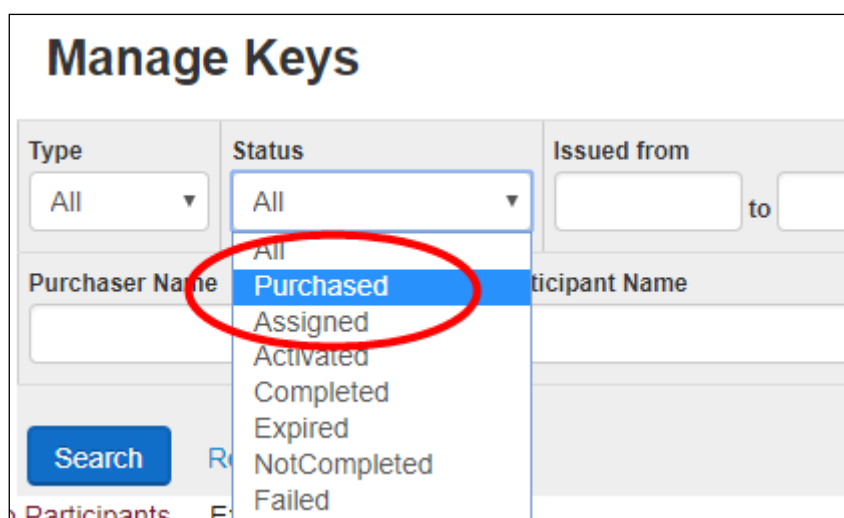 Manage Keys
Type Status Issued from
All All to
All
Purchaser Name Purchased ticipant Name
Assigned
Activated
Completed
Expired
Search Re NotCompleted
Failed
Participants E